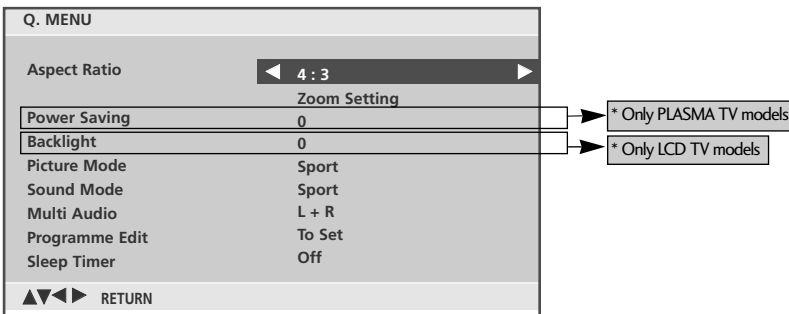 Q. MENU
Aspect Ratio 4 : 3
Zoom Setting
Power Saving 0 * Only PLASMA TV models
Backlight 0 * Only LCD TV models
Picture Mode Sport
Sound Mode Sport
Multi Audio L + R
Programme Edit To Set
Sleep Timer Off
▲▼◀▶ RETURN